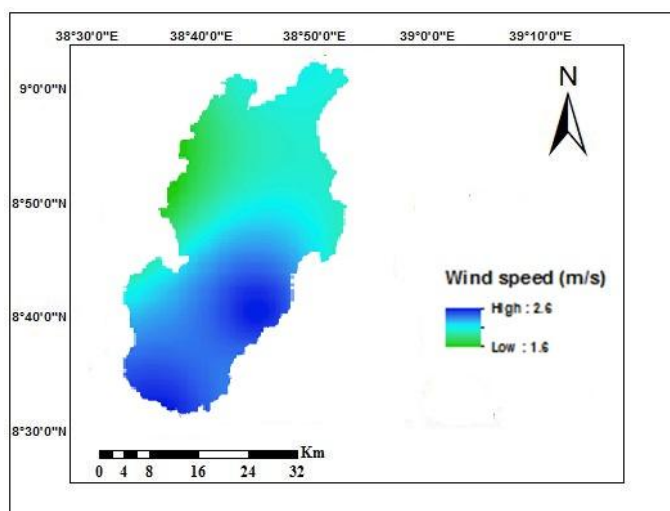 38°30'0"E 38°40'0"E 38°50'0"E 39°0'0"E 39°10'0"E
9°0'0"N
N
8°50'0"N
Wind speed (m/s)
High : 2.6
8°40'0"N
Low : 1.6
8°30'0"N
Km
0 4 8 16 24 32